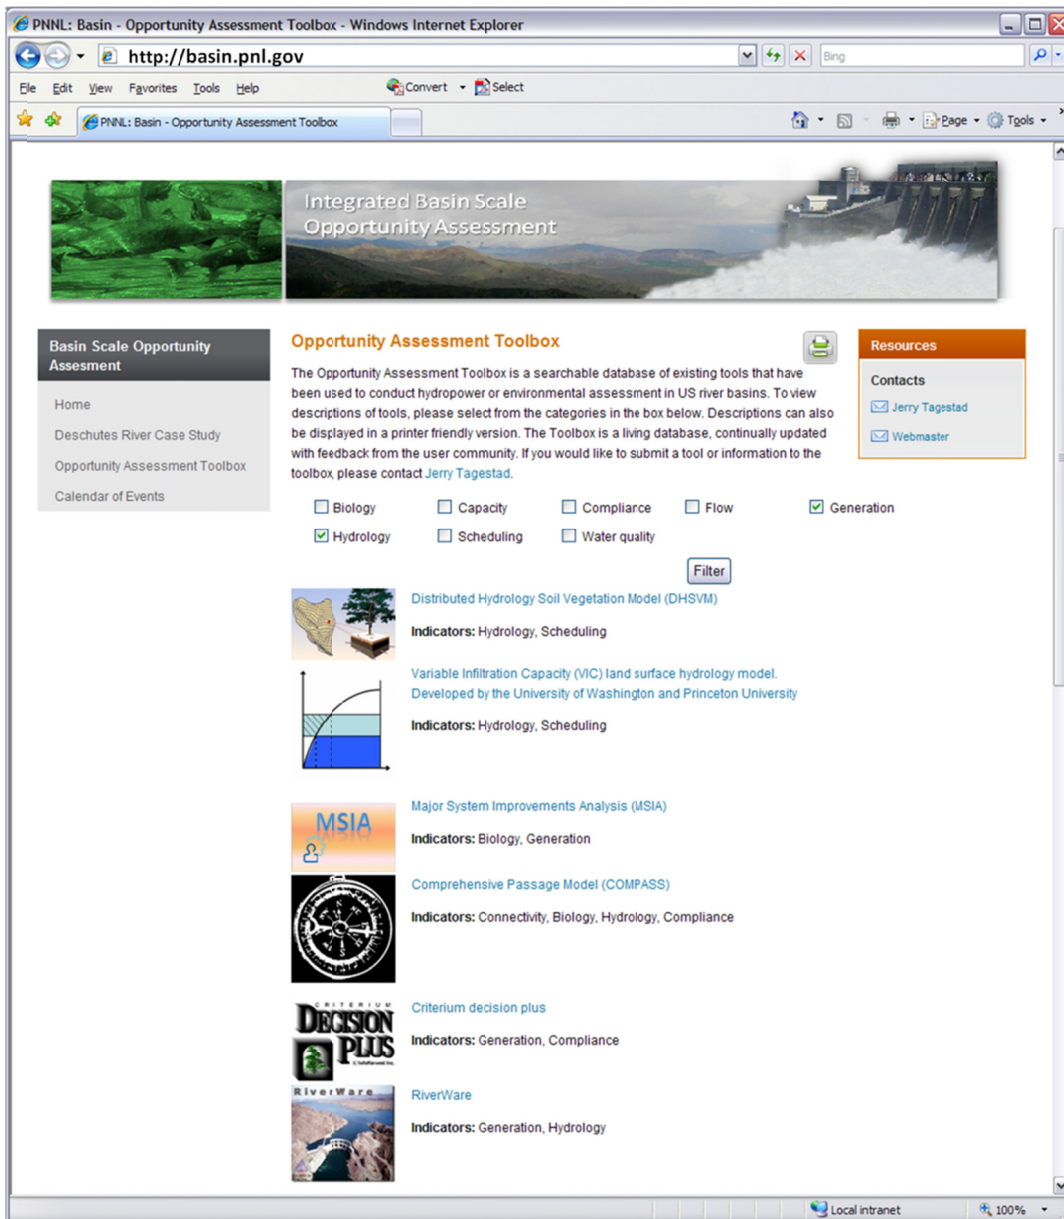 PNNL: Basin - Opportunity Assessment Toolbox - Windows Internet Explorer
http://basin.pnl.gov
Bing
File Edit View Favorites Tools Help
Convert Select
PNNL: Basin - Opportunity Assessment Toolbox
Page Tools
Integrated Basin Scale
Opportunity Assessment
Basin Scale Opportunity
Assesment
Home
Deschutes River Case Study
Opportunity Assessment Toolbox
Calendar of Events
Opportunity Assessment Toolbox
The Opportunity Assessment Toolbox is a searchable database of existing tools that have
been used to conduct hydropower or environmental assessment in US river basins. To view
descriptions of tools, please select from the categories in the box below. Descriptions can also
be displayed in a printer friendly version. The Toolbox is a living database, continually updated
with feedback from the user community. If you would like to submit a tool or information to the
toolbox please contact Jerry Tagestad.
Resources
Contacts
Jerry Tagestad
Webmaster
Biology Capacity Compliance Flow Generation
Hydrology Scheduling Water quality
Filter
Distributed Hydrology Soil Vegetation Model (DHSVM)
Indicators: Hydrology, Scheduling
Variable Infiltration Capacity (VIC) land surface hydrology model.
Developed by the University of Washington and Princeton University
Indicators: Hydrology, Scheduling
MSIA
Major System Improvements Analysis (MSIA)
Indicators: Biology, Generation
Comprehensive Passage Model (COMPASS)
Indicators: Connectivity, Biology, Hydrology, Compliance
CRITERIUM
DECISION
PLUS
Criterium decision plus
Indicators: Generation, Compliance
RiverWare
RiverWare
Indicators: Generation, Hydrology
Local intranet
100%